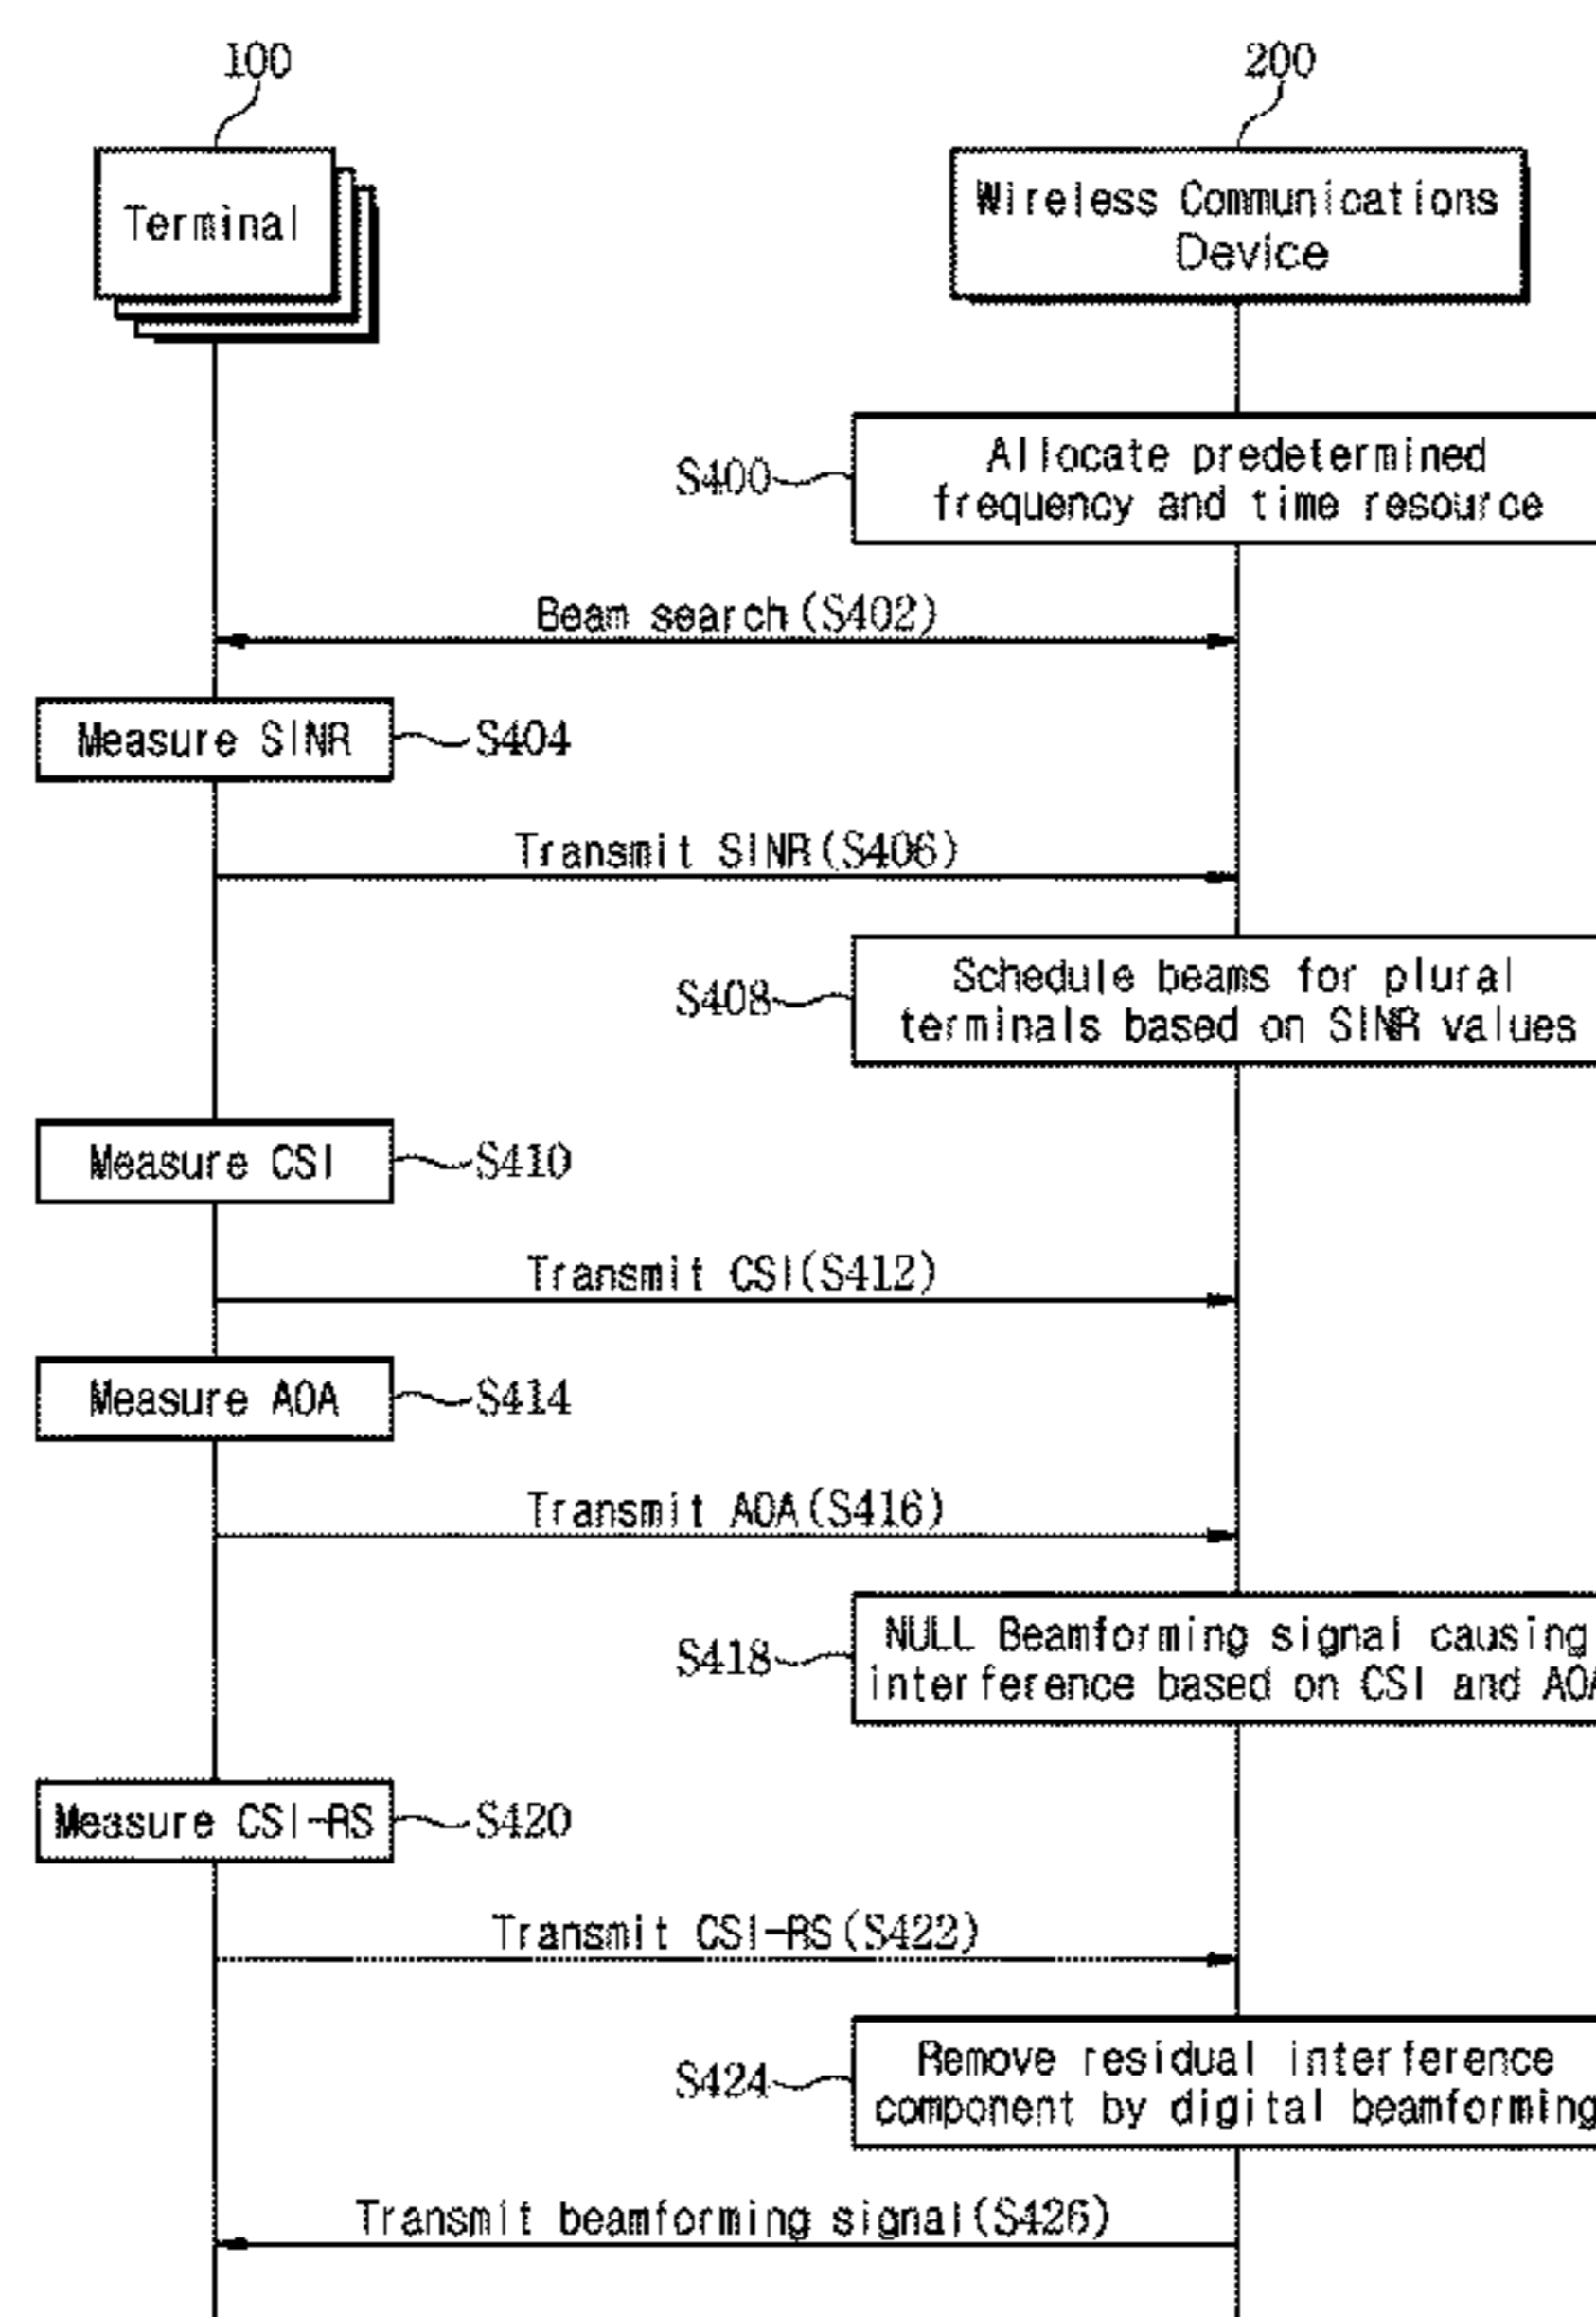 100
200
Terminal
Wireless Communications
Device
S400
Allocate predetermined
frequency and time resource
Beam search(S402)
Measure SINR
S404
Transmit SINR(S406)
S408
Schedule beams for plural
terminals based on SINR values
Measure CSI
S410
Transmit CSI(S412)
Measure AOA
S414
Transmit AOA(S416)
S418
NULL Beamforming signal causing
interference based on CSI and AOA
Measure CSI-RS
S420
Transmit CSI-RS(S422)
S424
Remove residual interference
component by digital beamforming
Transmit beamforming signal(S426)